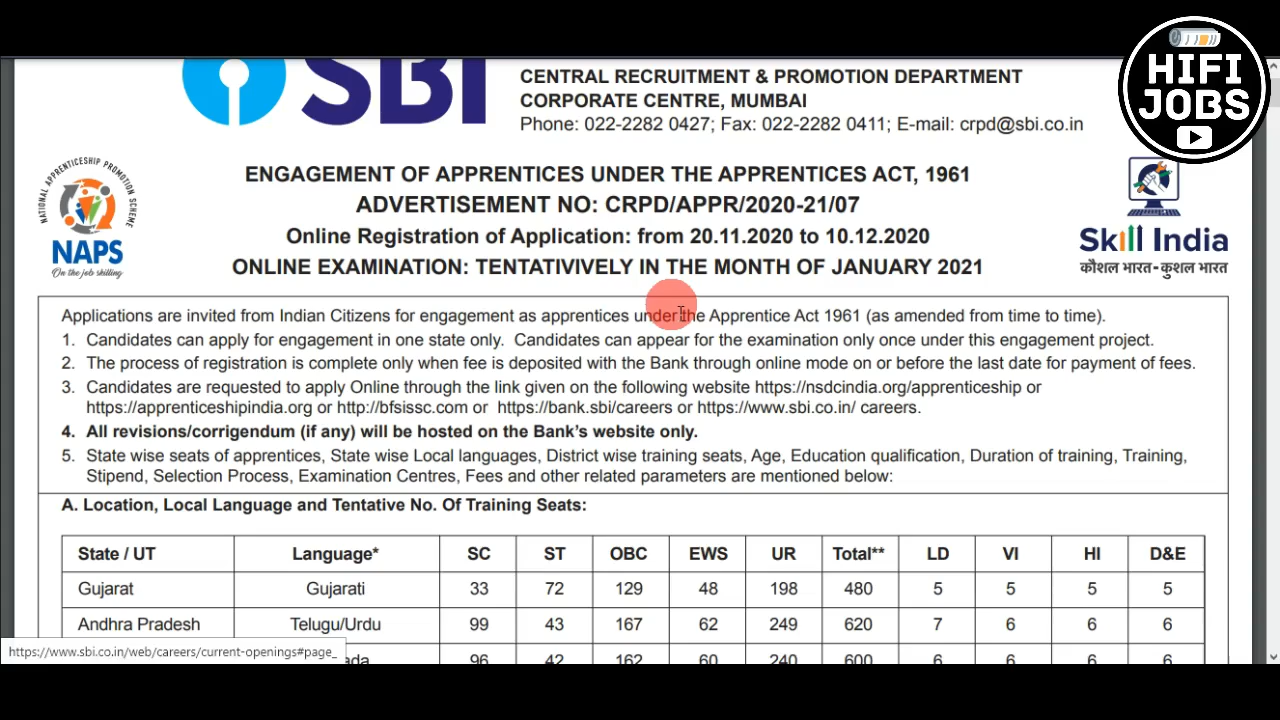 SBI
CENTRAL RECRUITMENT & PROMOTION DEPARTMENT
CORPORATE CENTRE, MUMBAI
Phone: 022-2282 0427; Fax: 022-2282 0411; E-mail: crpd@sbi.co.in
HIFI
JOBS
NATIONAL APPRENTICESHIP PROMOTION SCHEME
NAPS
On the job skilling
ENGAGEMENT OF APPRENTICES UNDER THE APPRENTICES ACT, 1961
ADVERTISEMENT NO: CRPD/APPR/2020-21/07
Online Registration of Application: from 20.11.2020 to 10.12.2020
ONLINE EXAMINATION: TENTATIVIVELY IN THE MONTH OF JANUARY 2021
Skill India
कौशल भारत-कुशल भारत
Applications are invited from Indian Citizens for engagement as apprentices under the Apprentice Act 1961 (as amended from time to time).
1. Candidates can apply for engagement in one state only. Candidates can appear for the examination only once under this engagement project.
2. The process of registration is complete only when fee is deposited with the Bank through online mode on or before the last date for payment of fees.
3. Candidates are requested to apply Online through the link given on the following website https://nsdcindia.org/apprenticeship or
https://apprenticeshipindia.org or http://bfsissc.com or https://bank.sbi/careers or https://www.sbi.co.in/ careers.
4. All revisions/corrigendum (if any) will be hosted on the Bank's website only.
5. State wise seats of apprentices, State wise Local languages, District wise training seats, Age, Education qualification, Duration of training, Training,
Stipend, Selection Process, Examination Centres, Fees and other related parameters are mentioned below:
A. Location, Local Language and Tentative No. Of Training Seats:
State / UT Language* SC ST OBC EWS UR Total** LD VI HI D&E
Gujarat Gujarati 33 72 129 48 198 480 5 5 5 5
Andhra Pradesh Telugu/Urdu 99 43 167 62 249 620 7 6 6 6
96 42 162 60 240 600 6 6 6 6
https://www.sbi.co.in/web/careers/current-openings#page_